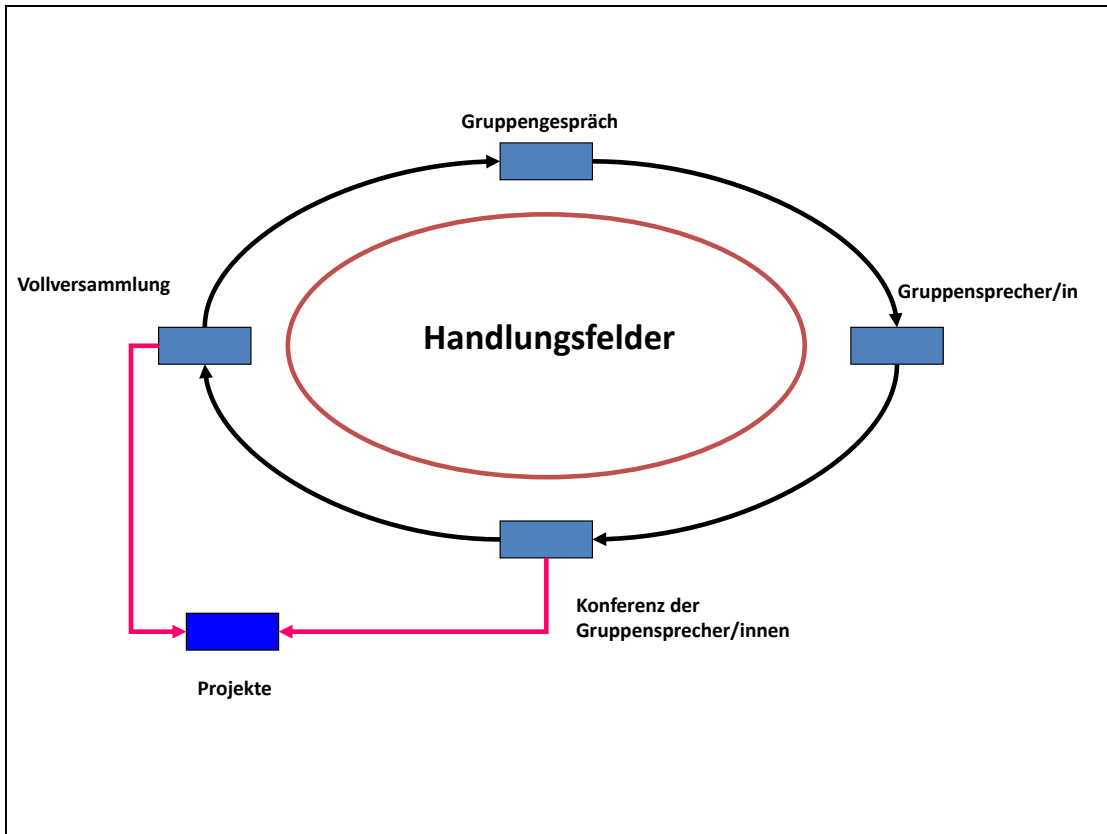 Gruppengespräch
Vollversammlung
Gruppensprecher/in
Handlungsfelder
Konferenz der
Gruppensprecher/innen
Projekte